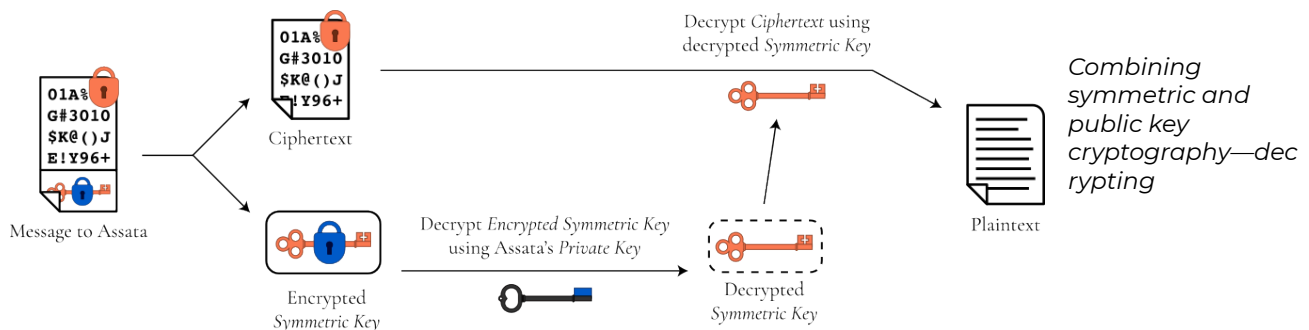 01A%
G#3010
$K@()J
E!Y96+
Message to Assata
01A%
G#3010
$K@()J
E!Y96+
Ciphertext
Encrypted
Symmetric Key
Decrypt Encrypted Symmetric Key
using Assata's Private Key
Decrypted
Symmetric Key
Decrypt Ciphertext using
decrypted Symmetric Key
Plaintext
Combining
symmetric and
public key
cryptography—dec
rypting